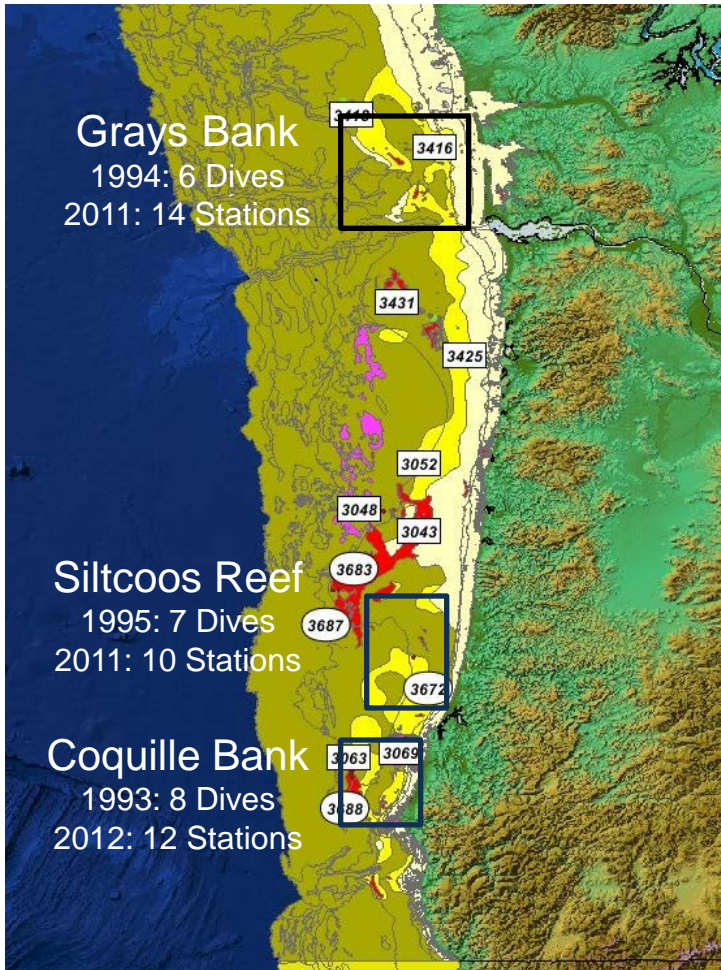 Grays Bank
1994: 6 Dives
2011: 14 Stations
3416
3431
3425
3052
3048
3043
3683
Siltcoos Reef
1995: 7 Dives
2011: 10 Stations
3687
3672
Coquille Bank
1993: 8 Dives
2012: 12 Stations
3063
3069
3688